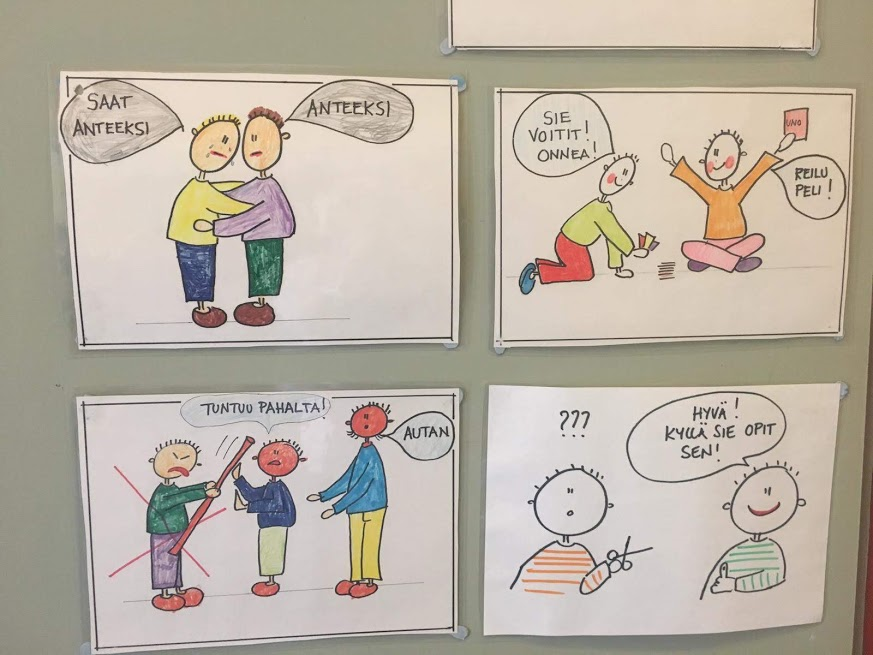 SAAT
ANTEEKSI
ANTEEKSI
SIE
VOITIT!
ONNEA!
UNO
REILU
PELI!
TUNTUU PAHALTA!
AUTAN
???
HYVÄ!
KYLLÄ SIE OPIT
SEN!